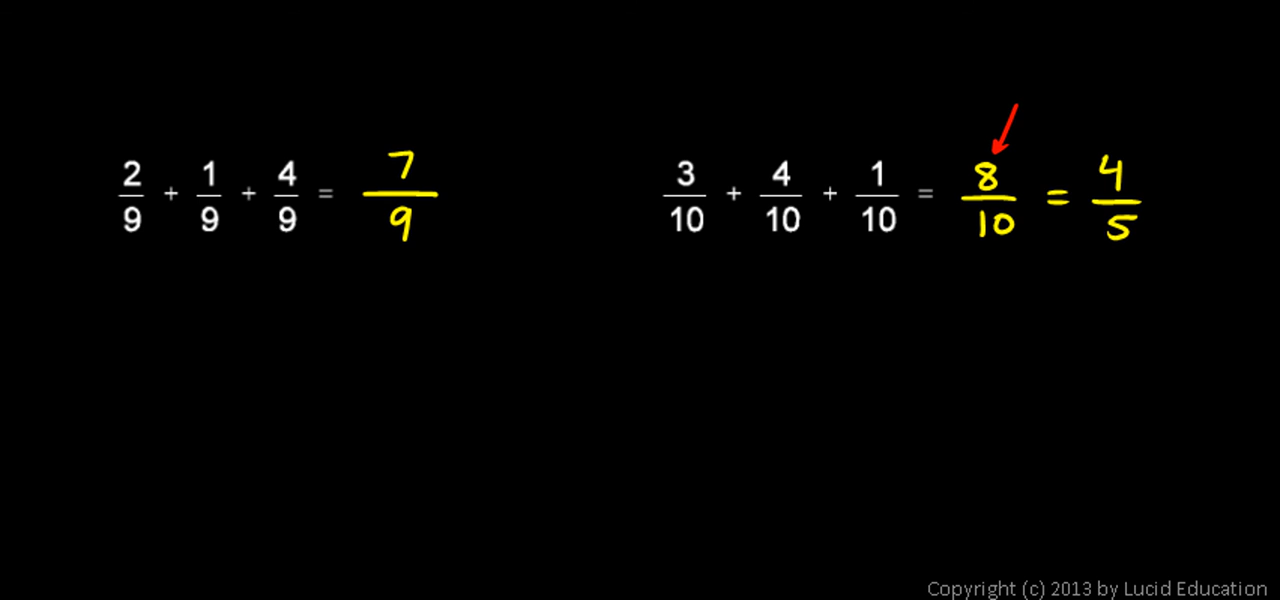 2/9 + 1/9 + 4/9 = 7/9
3/10 + 4/10 + 1/10 = 8/10 = 4/5
Copyright (c) 2013 by Lucid Education